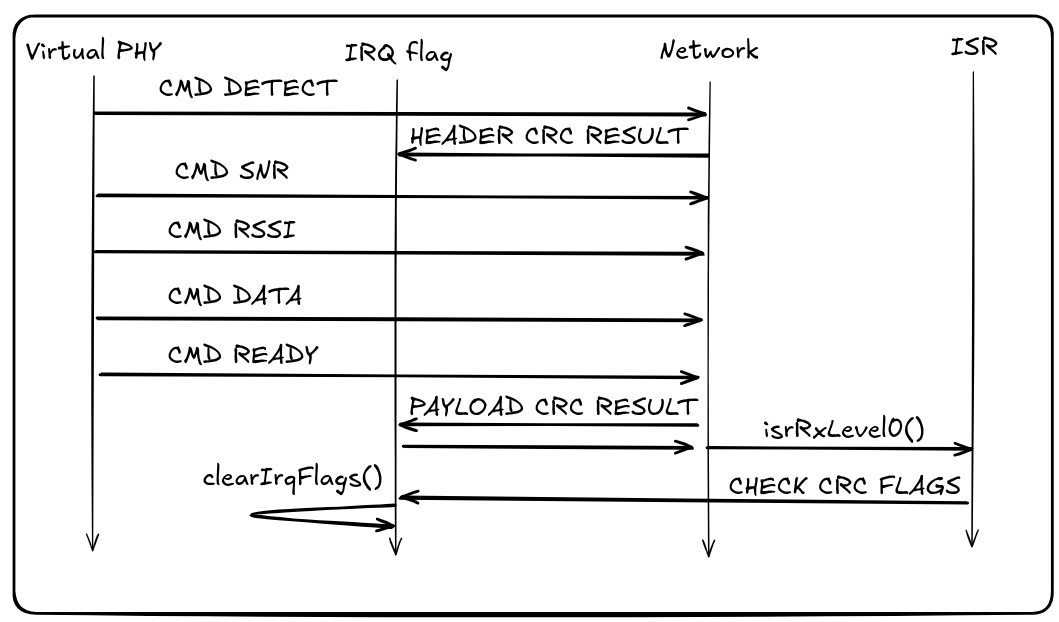 Virtual PHY
IRQ flag
Network
ISR
CMD DETECT
HEADER CRC RESULT
CMD SNR
CMD RSSI
CMD DATA
CMD READY
PAYLOAD CRC RESULT
isrRxLevel0()
clearIrqFlags()
CHECK CRC FLAGS